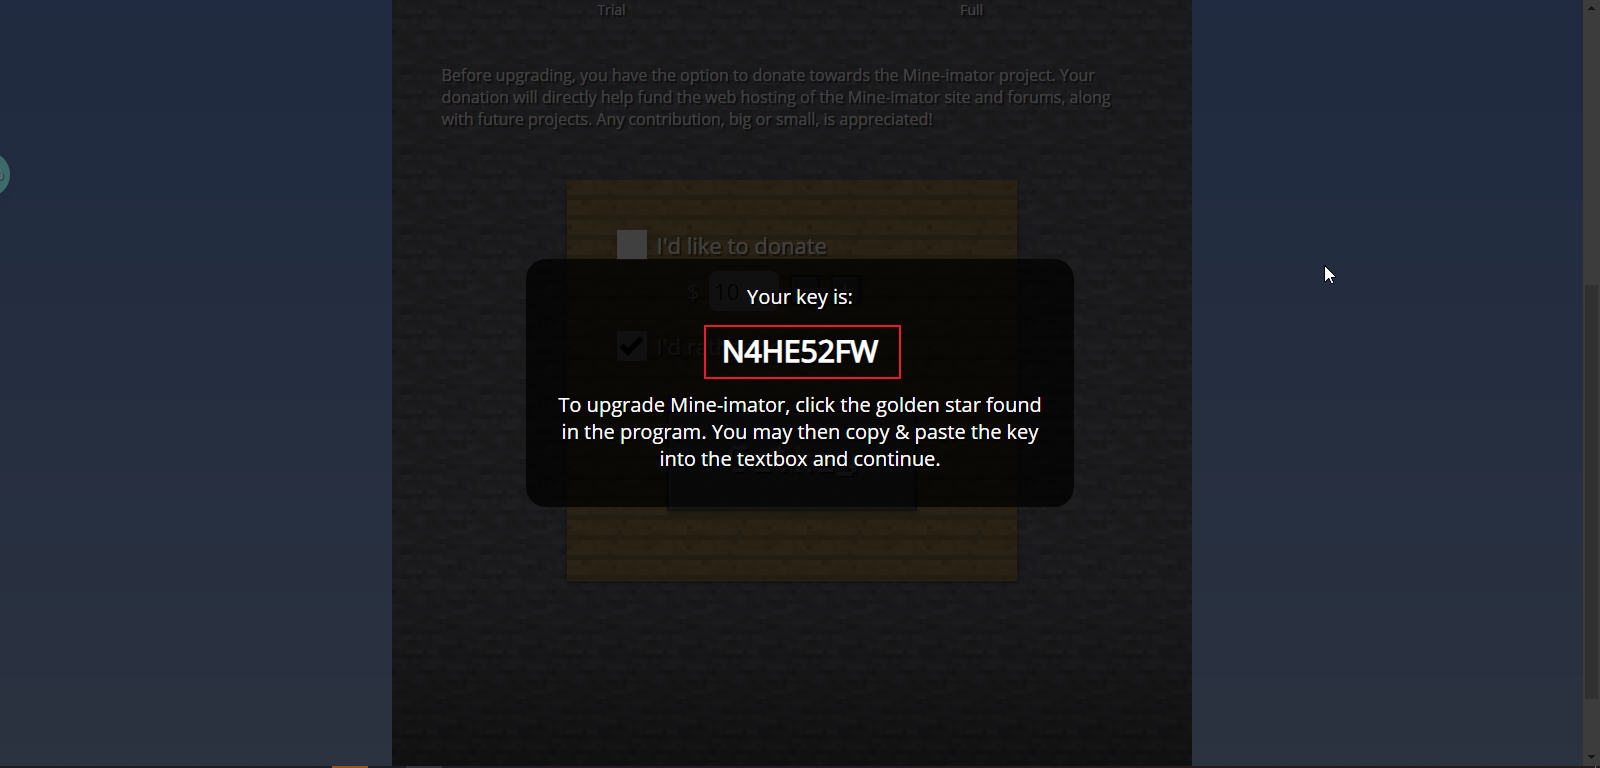 Trial
Full
Before upgrading, you have the option to donate towards the Mine-imator project. Your
donation will directly help fund the web hosting of the Mine-imator site and forums, along
with future projects. Any contribution, big or small, is appreciated!
I'd like to donate
$ 10
Your key is:
I'd
N4HE52FW
To upgrade Mine-imator, click the golden star found
in the program. You may then copy & paste the key
into the textbox and continue.